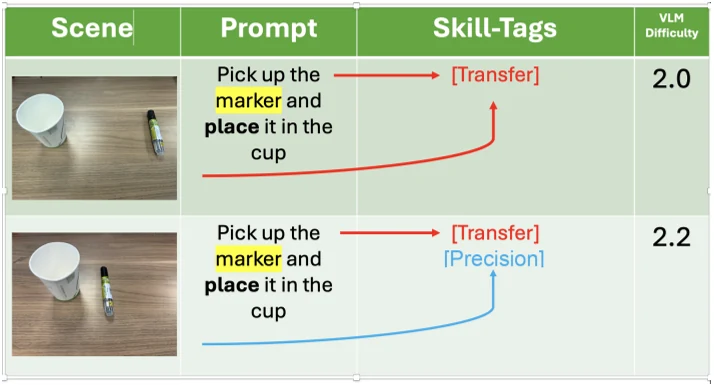 Scene
Prompt
Skill-Tags
VLM
Difficulty
Pick up the
marker and
place it in the
cup
[Transfer]
2.0
Pick up the
marker and
place it in the
cup
[Transfer]
[Precision]
2.2